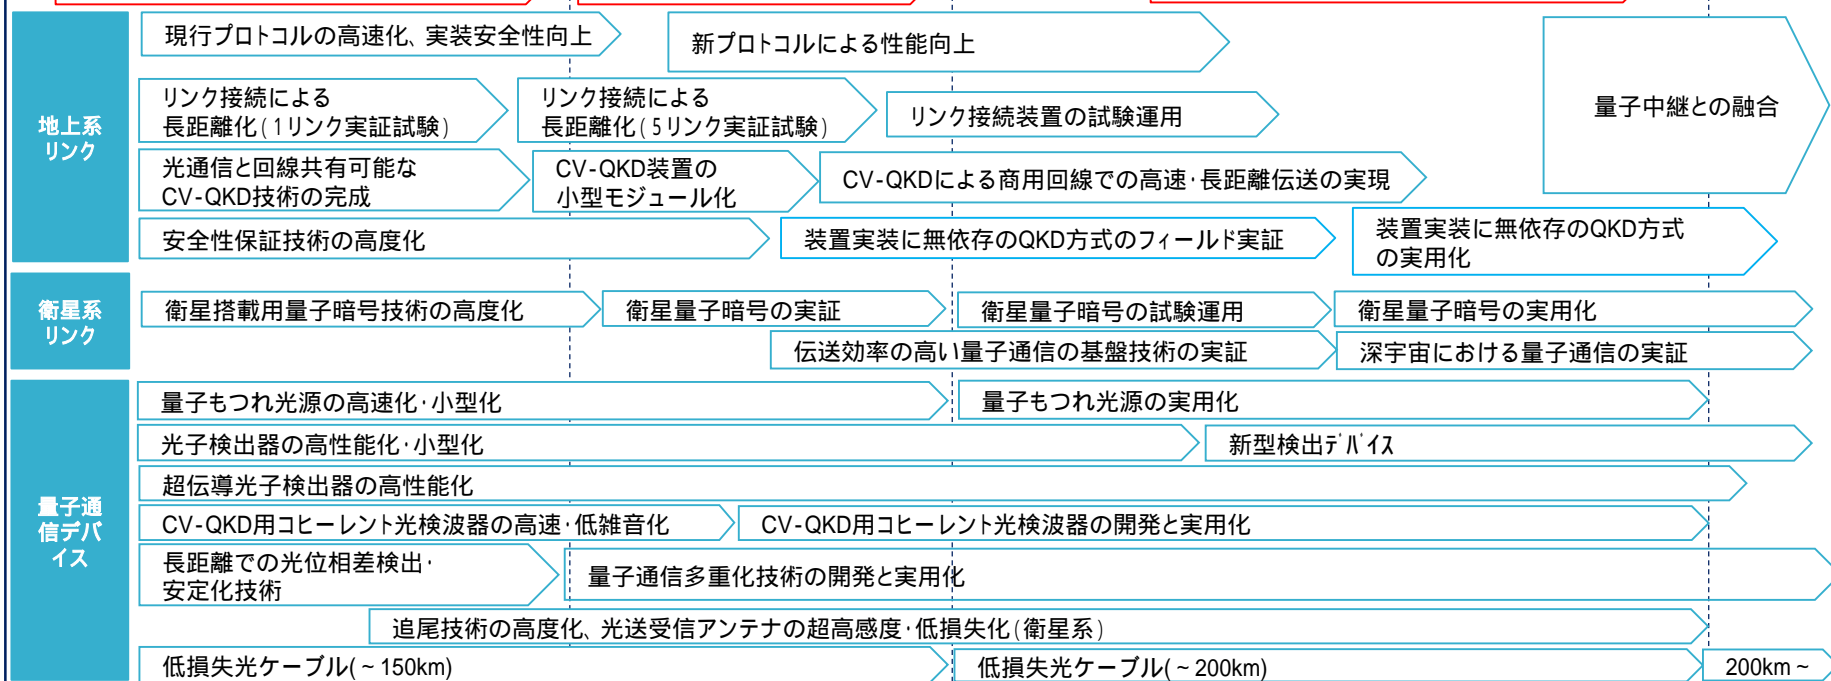 現行プロトコルの高速化、実装安全性向上
新プロトコルによる性能向上
量子中継との融合
地上系
リンク
リンク接続による
長距離化(1リンク実証試験)
リンク接続による
長距離化(5リンク実証試験)
リンク接続装置の試験運用
光通信と回線共有可能な
CV-QKD技術の完成
CV-QKD装置の
小型モジュール化
CV-QKDによる商用回線での高速・長距離伝送の実現
安全性保証技術の高度化
装置実装に無依存のQKD方式のフィールド実証
装置実装に無依存のQKD方式
の実用化
衛星系
リンク
衛星搭載用量子暗号技術の高度化
衛星量子暗号の実証
衛星量子暗号の試験運用
衛星量子暗号の実用化
伝送効率の高い量子通信の基盤技術の実証
深宇宙における量子通信の実証
量子通
信デバ
イス
量子もつれ光源の高速化・小型化
量子もつれ光源の実用化
光子検出器の高性能化・小型化
新型検出デバイス
超伝導光子検出器の高性能化
CV-QKD用コヒーレント光検波器の高速・低雑音化
CV-QKD用コヒーレント光検波器の開発と実用化
長距離での光位相差検出・
安定化技術
量子通信多重化技術の開発と実用化
追尾技術の高度化、光送受信アンテナの超高感度・低損失化(衛星系)
低損失光ケーブル(~150km)
低損失光ケーブル(~200km)
200km~